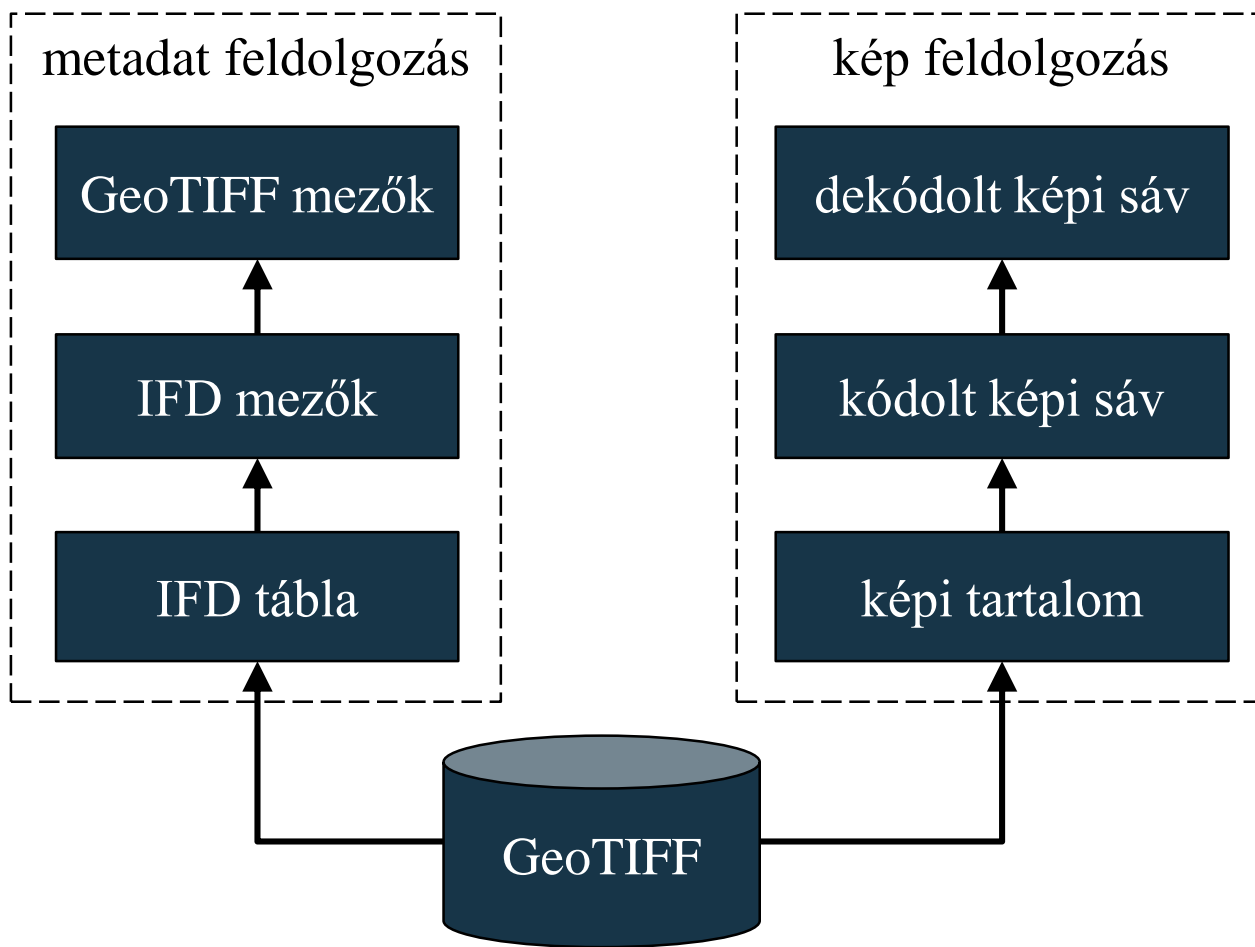 metadat feldolgozás
GeoTIFF mezők
IFD mezők
IFD tábla
kép feldolgozás
dekódolt képi sáv
kódolt képi sáv
képi tartalom
GeoTIFF